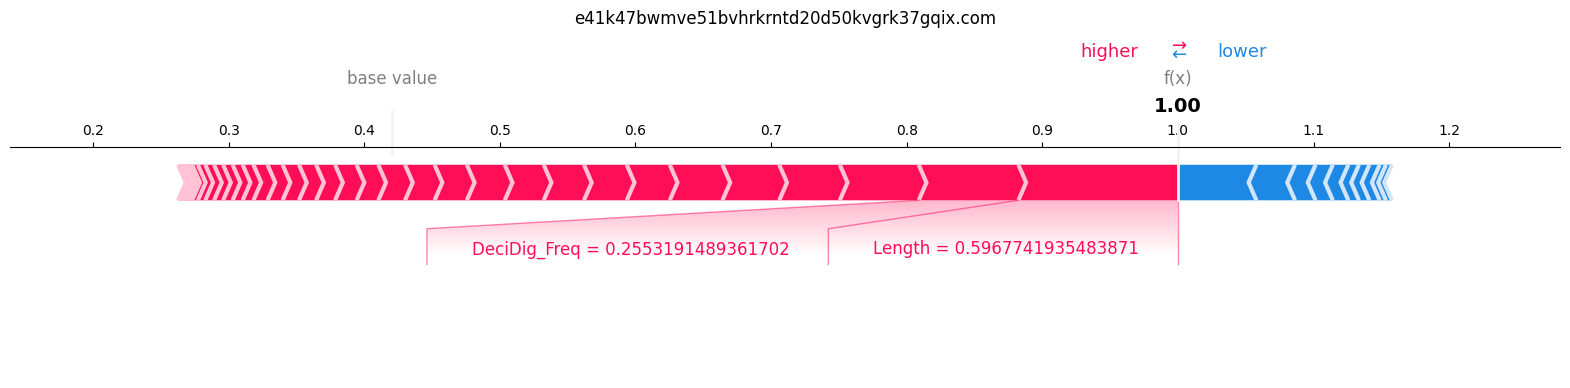 e41k47bwmve51bvhrkrntd20d50kvgrk37gqix.com
higher ⇄ lower
base value f(x)
1.00
0.2 0.3 0.4 0.5 0.6 0.7 0.8 0.9 1.0 1.1 1.2
DeciDig_Freq = 0.2553191489361702 Length = 0.5967741935483871